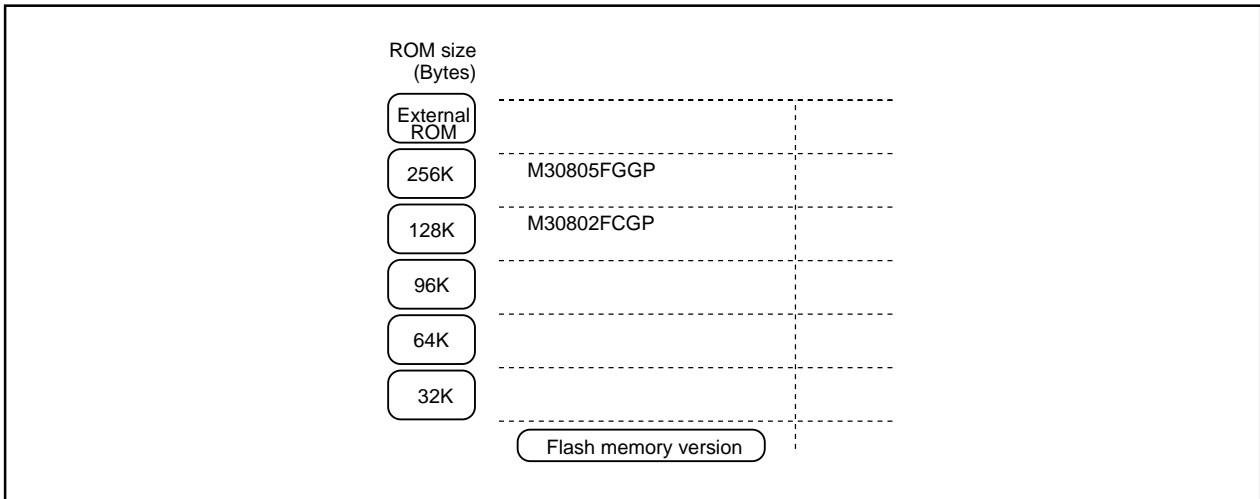 ROM size
(Bytes)
External
ROM
256K
M30805FGGP
128K
M30802FCGP
96K
64K
32K
Flash memory version